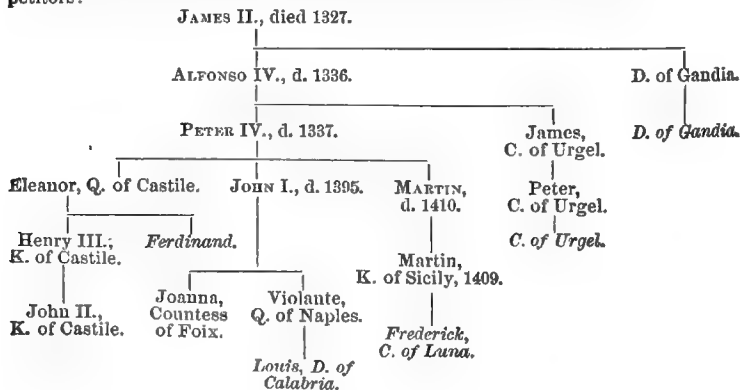 petitors:
JAMES II., died 1327.
ALFONSO IV., d. 1336.
D. of Gandia.
PETER IV., d. 1337.
James,
C. of Urgel.
D. of Gandia.
Eleanor, Q. of Castile.
JOHN I., d. 1395.
MARTIN,
d. 1410.
Peter,
C. of Urgel.
Henry III.,
K. of Castile.
Ferdinand.
C. of Urgel.
Martin,
K. of Sicily, 1409.
John II.,
K. of Castile.
Joanna,
Countess
of Foix.
Violante,
Q. of Naples.
Frederick,
C. of Luna.
Louis, D. of
Calabria.